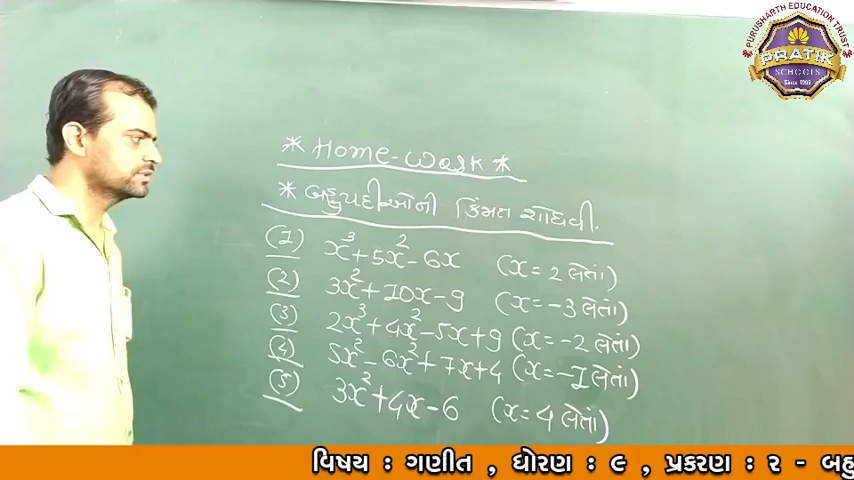 PURUSHARTH EDUCATION TRUST
PRATIK
SCHOOLS
Since 1995
* Home-Work *
* બહુપદીઓની કિંમત શોધવી.
(1) x³+5x²-6x (x=2 લેતાં)
(2) 3x²+10x-9 (x=-3 લેતાં)
(3) 2x³+4x²-5x+9 (x=-2 લેતાં)
(4) 5x²-6x²+7x+4 (x=-1 લેતાં)
(5) 3x²+4x-6 (x=4 લેતાં)
વિષય : ગણીત , ધોરણ : ૯ , પ્રકરણ : ૨ - બહુ